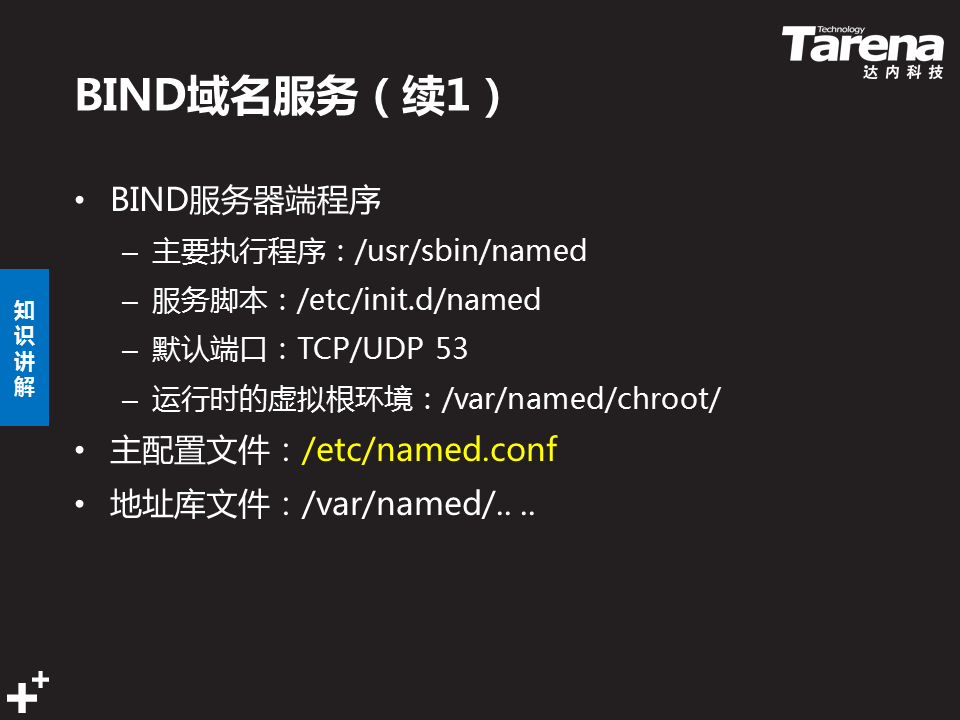 Technology
Tarena
达内科技
BIND域名服务（续1）
• BIND服务器端程序
– 主要执行程序：/usr/sbin/named
– 服务脚本：/etc/init.d/named
– 默认端口：TCP/UDP 53
– 运行时的虚拟根环境：/var/named/chroot/
• 主配置文件：/etc/named.conf
• 地址库文件：/var/named/.. ..
知识讲解